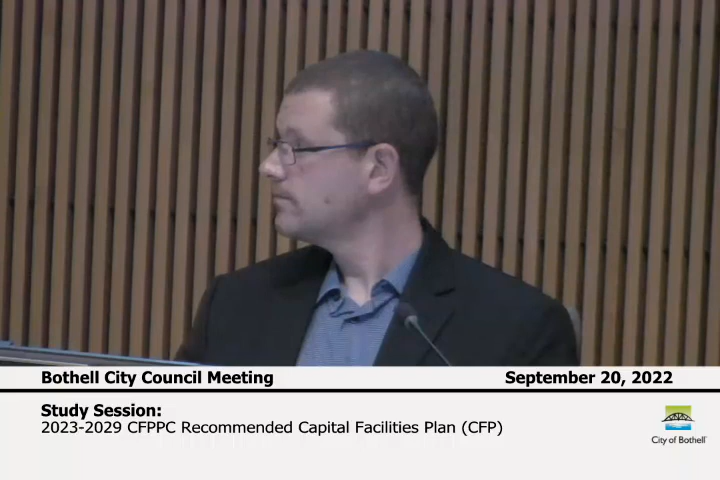 Bothell City Council Meeting September 20, 2022
Study Session:
2023-2029 CFPPC Recommended Capital Facilities Plan (CFP)
City of Bothell